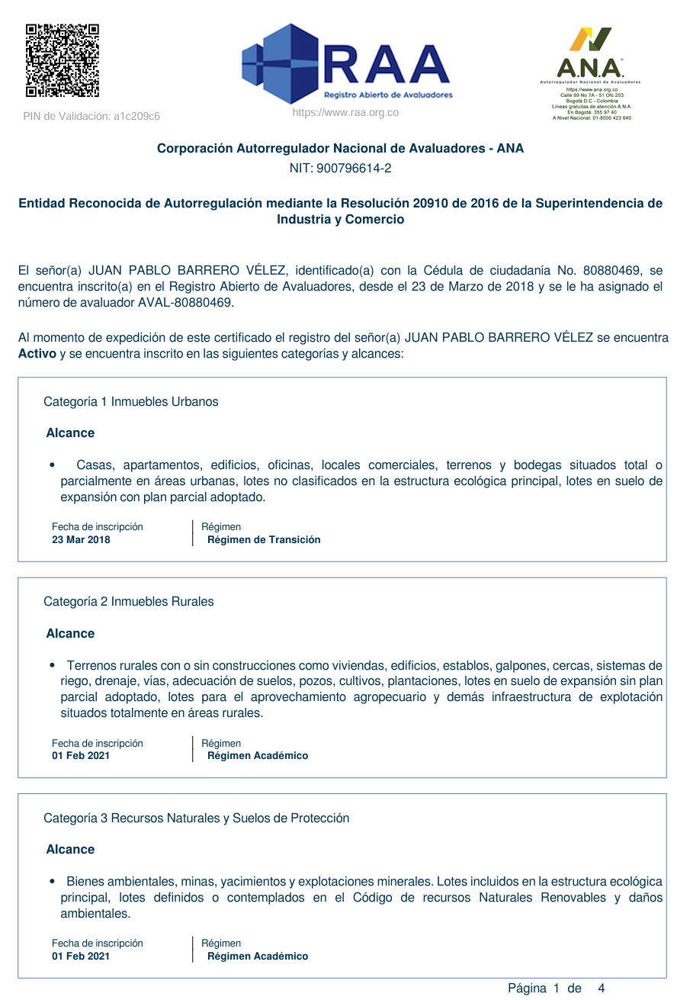 PIN de Validación: a1c209c6
RAA
Registro Abierto de Avaluadores
https://www.raa.org.co
A.N.A.
Autorregulador Nacional de Avaluadores
https://www.ana.org.co
Calle 99 No 7A - 51 Ofc 203
Bogotá D.C - Colombia
Líneas gratuitas de atención A.N.A.
En Bogotá: 355 97 40
A Nivel Nacional: 01-8000 423 640
Corporación Autorregulador Nacional de Avaluadores - ANA
NIT: 900796614-2
Entidad Reconocida de Autorregulación mediante la Resolución 20910 de 2016 de la Superintendencia de
Industria y Comercio
El señor(a) JUAN PABLO BARRERO VÉLEZ, identificado(a) con la Cédula de ciudadanía No. 80880469, se
encuentra inscrito(a) en el Registro Abierto de Avaluadores, desde el 23 de Marzo de 2018 y se le ha asignado el
número de avaluador AVAL-80880469.
Al momento de expedición de este certificado el registro del señor(a) JUAN PABLO BARRERO VÉLEZ se encuentra
Activo y se encuentra inscrito en las siguientes categorías y alcances:
Categoría 1 Inmuebles Urbanos
Alcance
• Casas, apartamentos, edificios, oficinas, locales comerciales, terrenos y bodegas situados total o
parcialmente en áreas urbanas, lotes no clasificados en la estructura ecológica principal, lotes en suelo de
expansión con plan parcial adoptado.
Fecha de inscripción Régimen
23 Mar 2018 Régimen de Transición
Categoría 2 Inmuebles Rurales
Alcance
• Terrenos rurales con o sin construcciones como viviendas, edificios, establos, galpones, cercas, sistemas de
riego, drenaje, vías, adecuación de suelos, pozos, cultivos, plantaciones, lotes en suelo de expansión sin plan
parcial adoptado, lotes para el aprovechamiento agropecuario y demás infraestructura de explotación
situados totalmente en áreas rurales.
Fecha de inscripción Régimen
01 Feb 2021 Régimen Académico
Categoría 3 Recursos Naturales y Suelos de Protección
Alcance
• Bienes ambientales, minas, yacimientos y explotaciones minerales. Lotes incluidos en la estructura ecológica
principal, lotes definidos o contemplados en el Código de recursos Naturales Renovables y daños
ambientales.
Fecha de inscripción Régimen
01 Feb 2021 Régimen Académico
Página 1 de 4